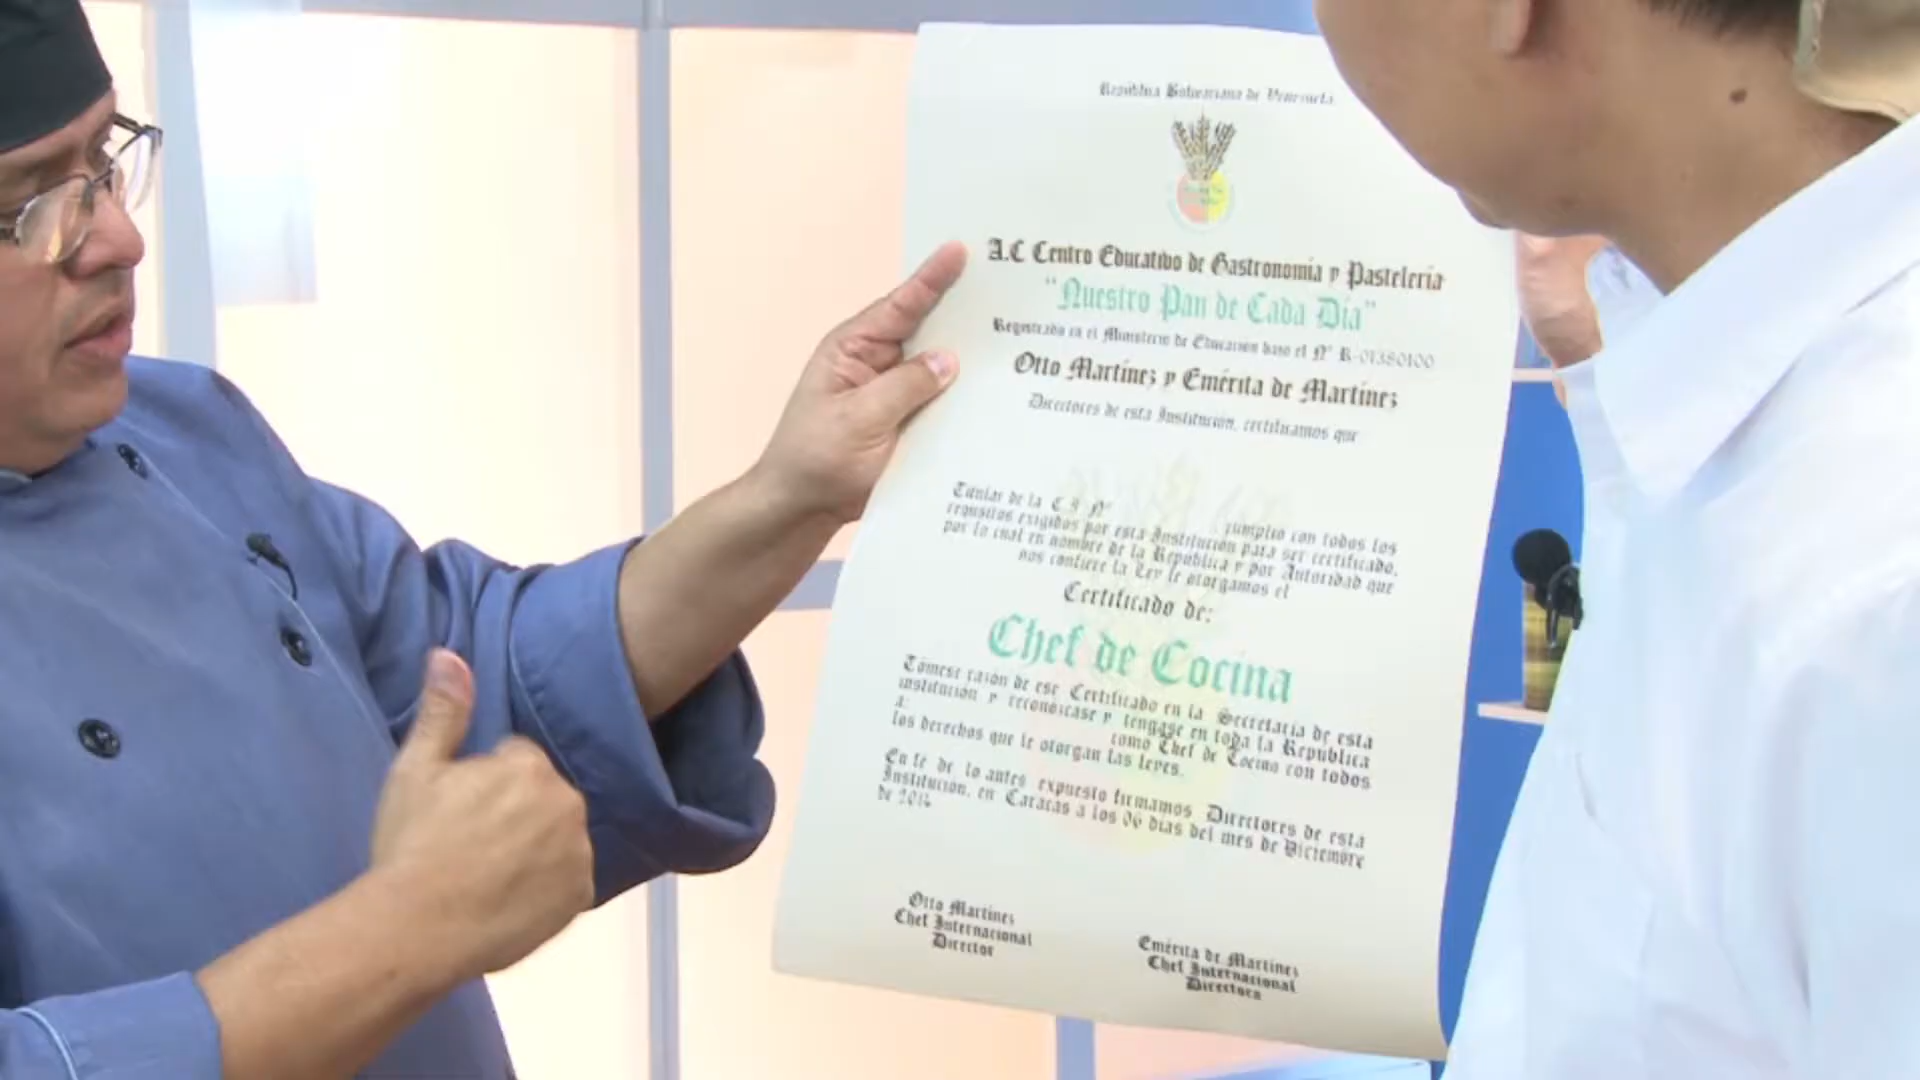 República Bolivariana de Venezuela
A.C Centro Educativo de Gastronomia y Pasteleria
"Nuestro Pan de Cada Día"
Registrado en el Ministerio de Educación bajo el Nº R-01380100
Otto Martínez y Emérita de Martínez
Directores de esta Institución, certificamos que
Titular de la C.I Nº cumplió con todos los
requisitos exigidos por esta Institución para ser certificado,
por lo cual en nombre de la República y por Autoridad que
nos confiere la Ley le otorgamos el
Certificado de:
Chef de Cocina
Tómese razón de ese Certificado en la Secretaría de esta
institución y reconózcase y tengase en toda la República
a: como Chef de Cocina con todos
los derechos que le otorgan las leyes.
En fé de lo antes expuesto firmamos Directores de esta
Institución, en Caracas a los 06 días del mes de Diciembre
de
Otto Martínez
Chef Internacional
Director
Emérita de Martínez
Chef Internacional
Directora